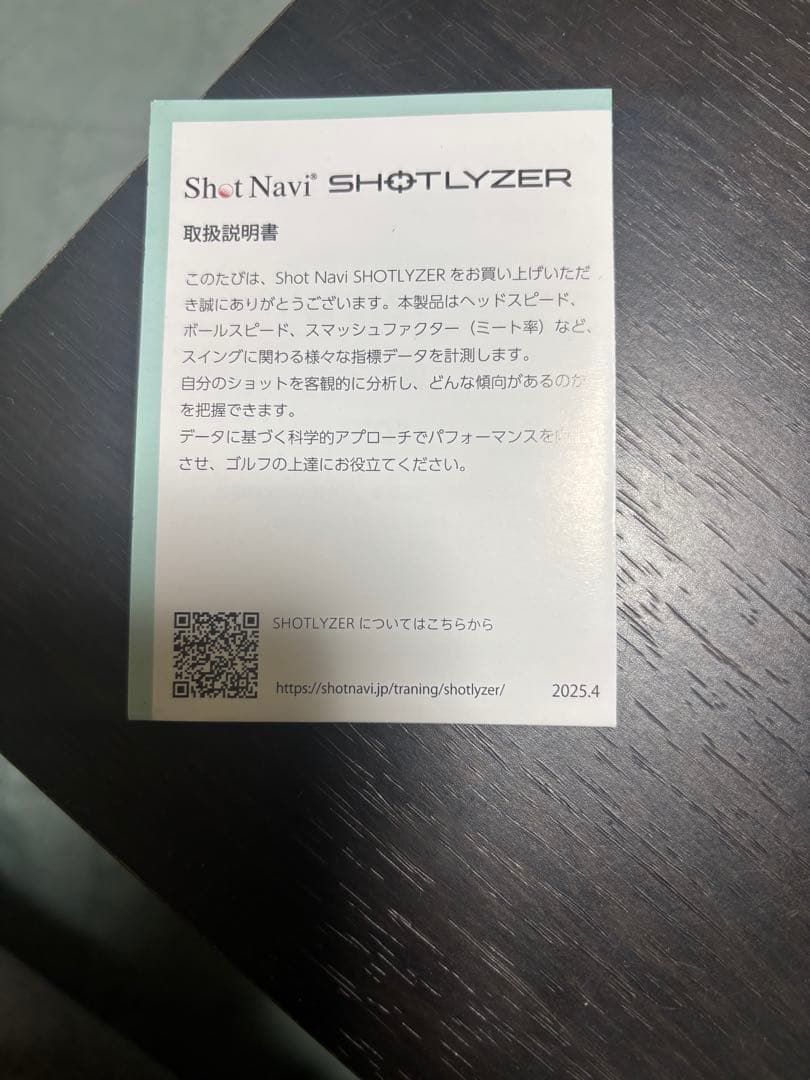 Shot Navi® SHOTLYZER
取扱説明書
このたびは、Shot Navi SHOTLYZER をお買い上げいただ
き誠にありがとうございます。本製品はヘッドスピード、
ボールスピード、スマッシュファクター（ミート率）など、
スイングに関わる様々な指標データを計測します。
自分のショットを客観的に分析し、どんな傾向があるのか
を把握できます。
データに基づく科学的アプローチでパフォーマンスを向上
させ、ゴルフの上達にお役立てください。
SHOTLYZER についてはこちらから
https://shotnavi.jp/traning/shotlyzer/ 2025.4